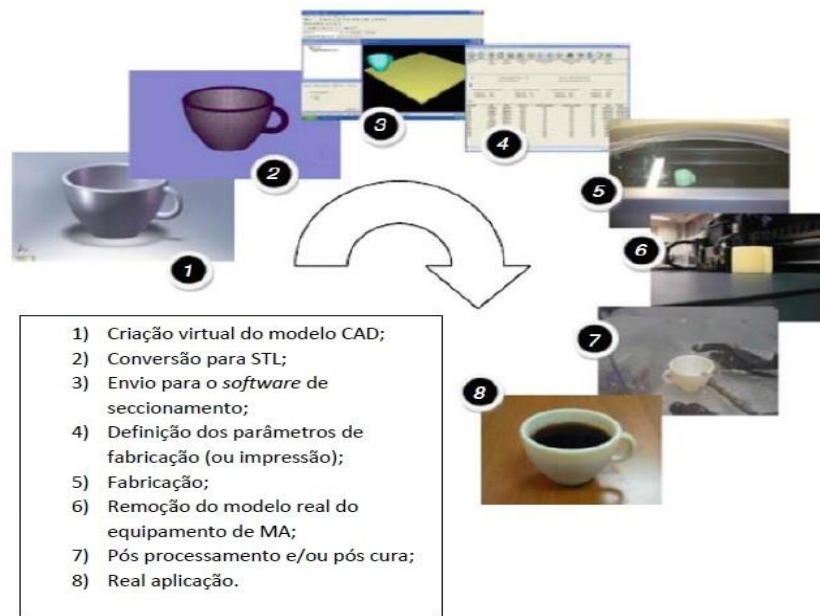 1
2
3
4
5
6
7
8
1) Criação virtual do modelo CAD;
2) Conversão para STL;
3) Envio para o software de
seccionamento;
4) Definição dos parâmetros de
fabricação (ou impressão);
5) Fabricação;
6) Remoção do modelo real do
equipamento de MA;
7) Pós processamento e/ou pós cura;
8) Real aplicação.